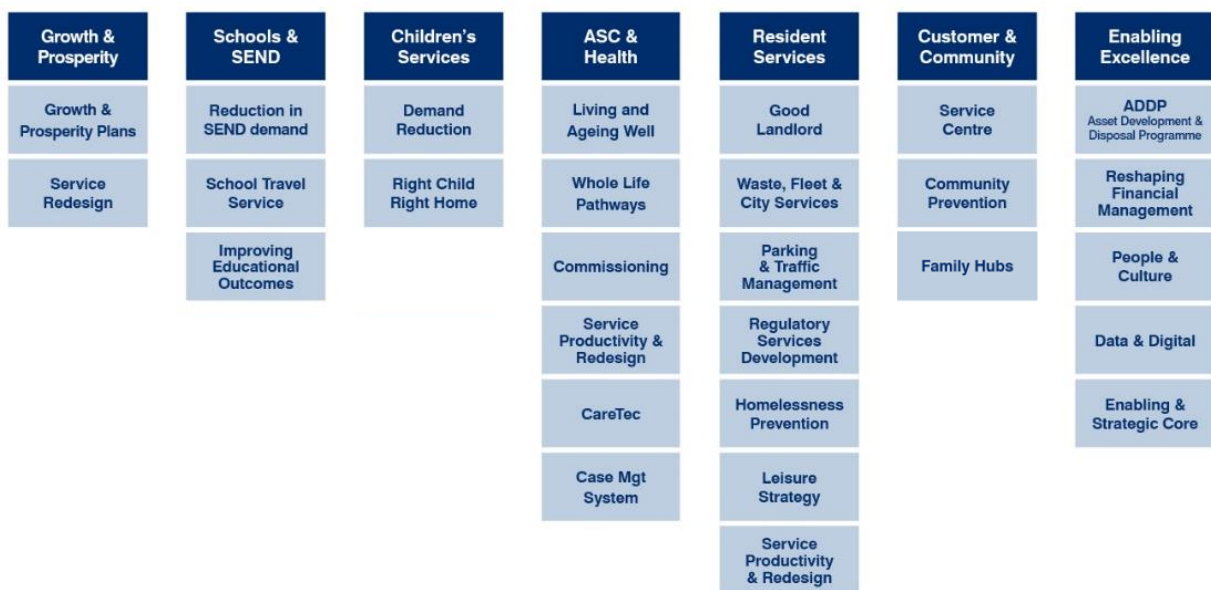 Growth &
Prosperity
Growth &
Prosperity Plans
Service
Redesign
Schools &
SEND
Reduction in
SEND demand
School Travel
Service
Improving
Educational
Outcomes
Children's
Services
Demand
Reduction
Right Child
Right Home
ASC &
Health
Living and
Ageing Well
Whole Life
Pathways
Commissioning
Service
Productivity &
Redesign
CareTec
Case Mgt
System
Resident
Services
Good
Landlord
Waste, Fleet &
City Services
Parking
& Traffic
Management
Regulatory
Services
Development
Homelessness
Prevention
Leisure
Strategy
Service
Productivity
& Redesign
Customer &
Community
Service
Centre
Community
Prevention
Family Hubs
Enabling
Excellence
ADDP
Asset Development &
Disposal Programme
Reshaping
Financial
Management
People &
Culture
Data & Digital
Enabling &
Strategic Core